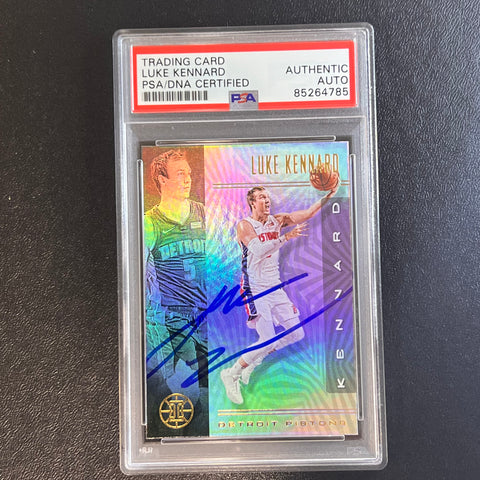 TRADING CARD
LUKE KENNARD
PSA/DNA CERTIFIED
AUTHENTIC
AUTO
85264785
PSA
LUKE KENNARD
KENNARD
DETROIT
5
DETROIT PISTONS